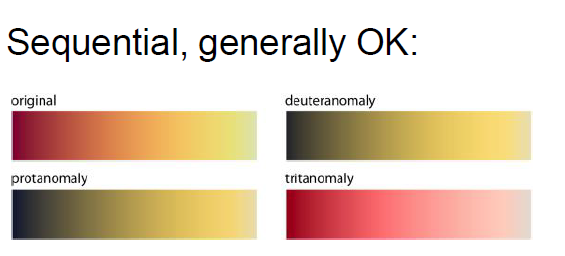 Sequential, generally OK:
original
deuteranomaly
protanomaly
tritanomaly